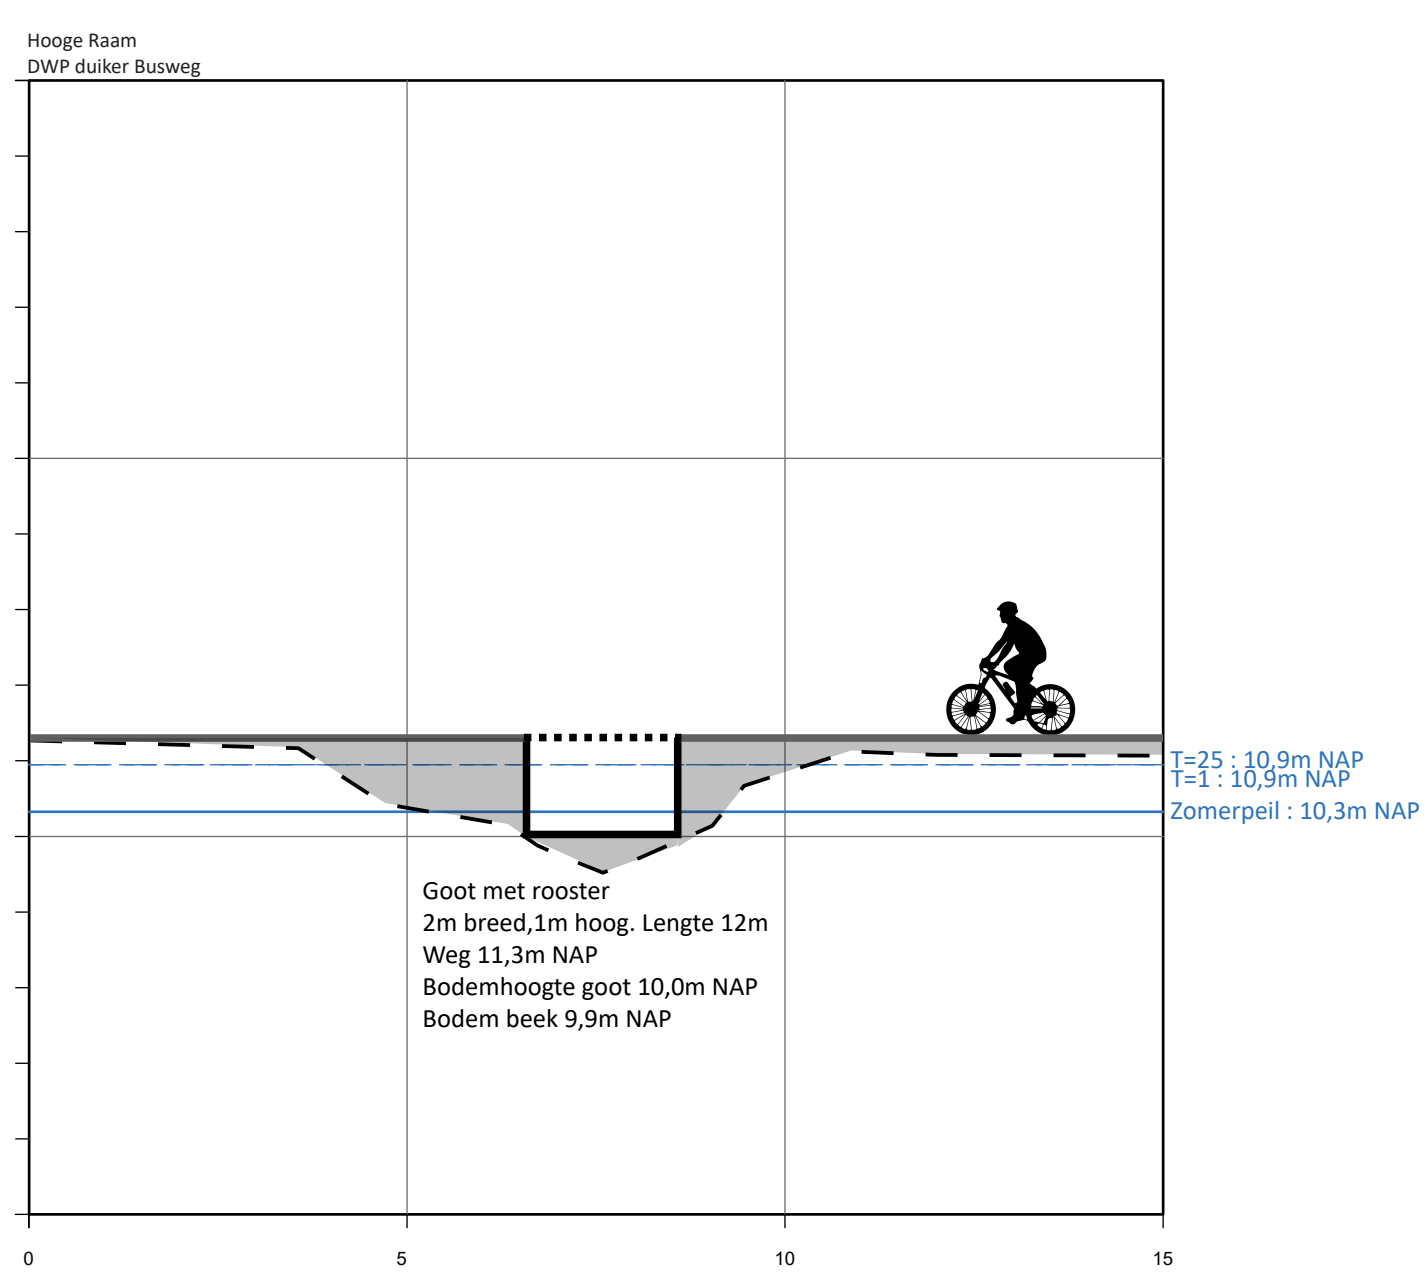 Hooge Raam
DWP duiker Busweg
T=25 : 10,9m NAP
T=1 : 10,9m NAP
Zomerpeil : 10,3m NAP
Goot met rooster
2m breed,1m hoog. Lengte 12m
Weg 11,3m NAP
Bodemhoogte goot 10,0m NAP
Bodem beek 9,9m NAP
0 5 10 15